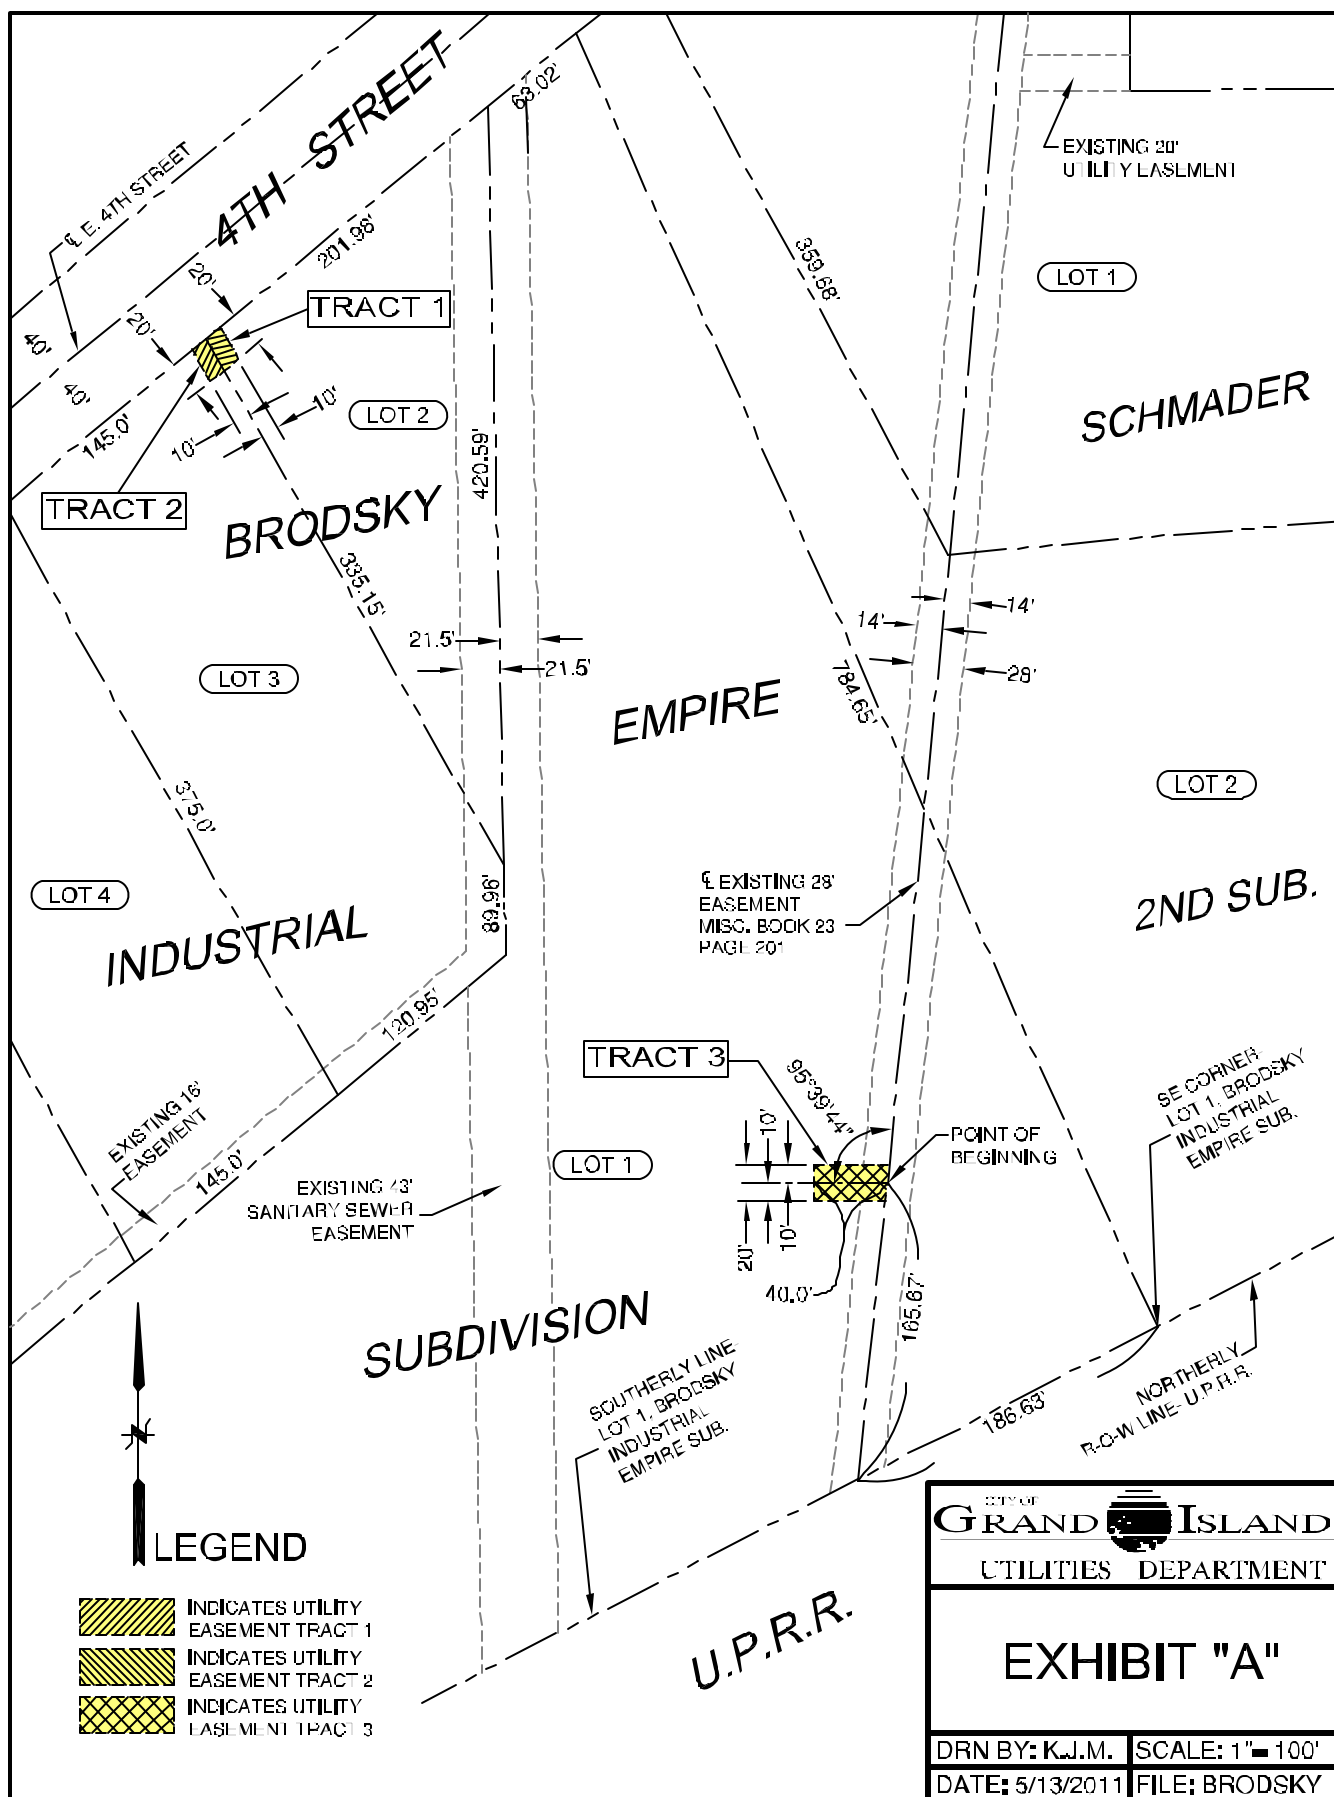 4TH STREET
63.02'
℄ E. 4TH STREET
201.98'
20'
20'
40'
40'
TRACT 1
10'
10'
145.0'
TRACT 2
LOT 2
BRODSKY
420.59'
335.15'
359.68'
EXISTING 20'
UTILITY EASEMENT
LOT 1
SCHMADER
14'
14'
28'
21.5'
21.5'
LOT 3
EMPIRE
784.65'
LOT 2
375.0'
LOT 4
INDUSTRIAL
89.96'
℄ EXISTING 28'
EASEMENT
MISC. BOOK 23
PAGE 201
2ND SUB.
120.95'
TRACT 3
95°39'44"
10'
10'
20'
40.0'
POINT OF
BEGINNING
SE CORNER
LOT 1, BRODSKY
INDUSTRIAL
EMPIRE SUB.
EXISTING 16'
EASEMENT
145.0'
LOT 1
EXISTING 43'
SANITARY SEWER
EASEMENT
165.67'
SUBDIVISION
SOUTHERLY LINE
LOT 1, BRODSKY
INDUSTRIAL
EMPIRE SUB.
186.63'
NORTHERLY
R-O-W LINE- U.P.R.R.
N
U.P.R.R.
LEGEND
INDICATES UTILITY
EASEMENT TRACT 1
INDICATES UTILITY
EASEMENT TRACT 2
INDICATES UTILITY
EASEMENT TRACT 3
CITY OF
GRAND ISLAND
UTILITIES DEPARTMENT
EXHIBIT "A"
DRN BY: K.J.M.
SCALE: 1"= 100'
DATE: 5/13/2011
FILE: BRODSKY